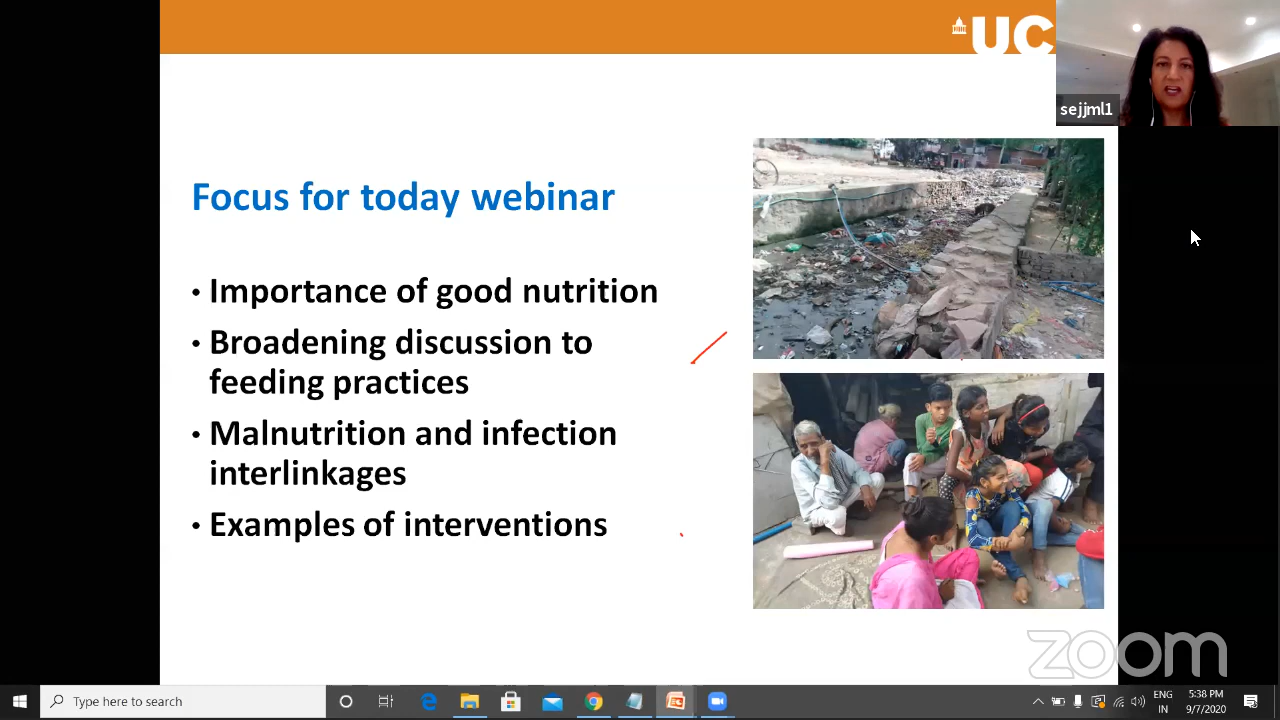 UC
sejjml1
Focus for today webinar
• Importance of good nutrition
• Broadening discussion to
feeding practices
• Malnutrition and infection
interlinkages
• Examples of interventions
zoom
Type here to search
ENG
IN
5:38 PM
9/7/2020